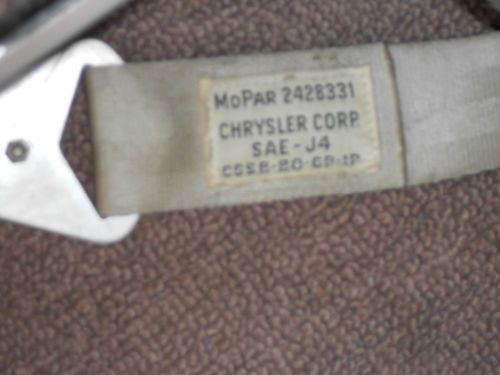 MoPar 2428331
CHRYSLER CORP.
SAE - J4